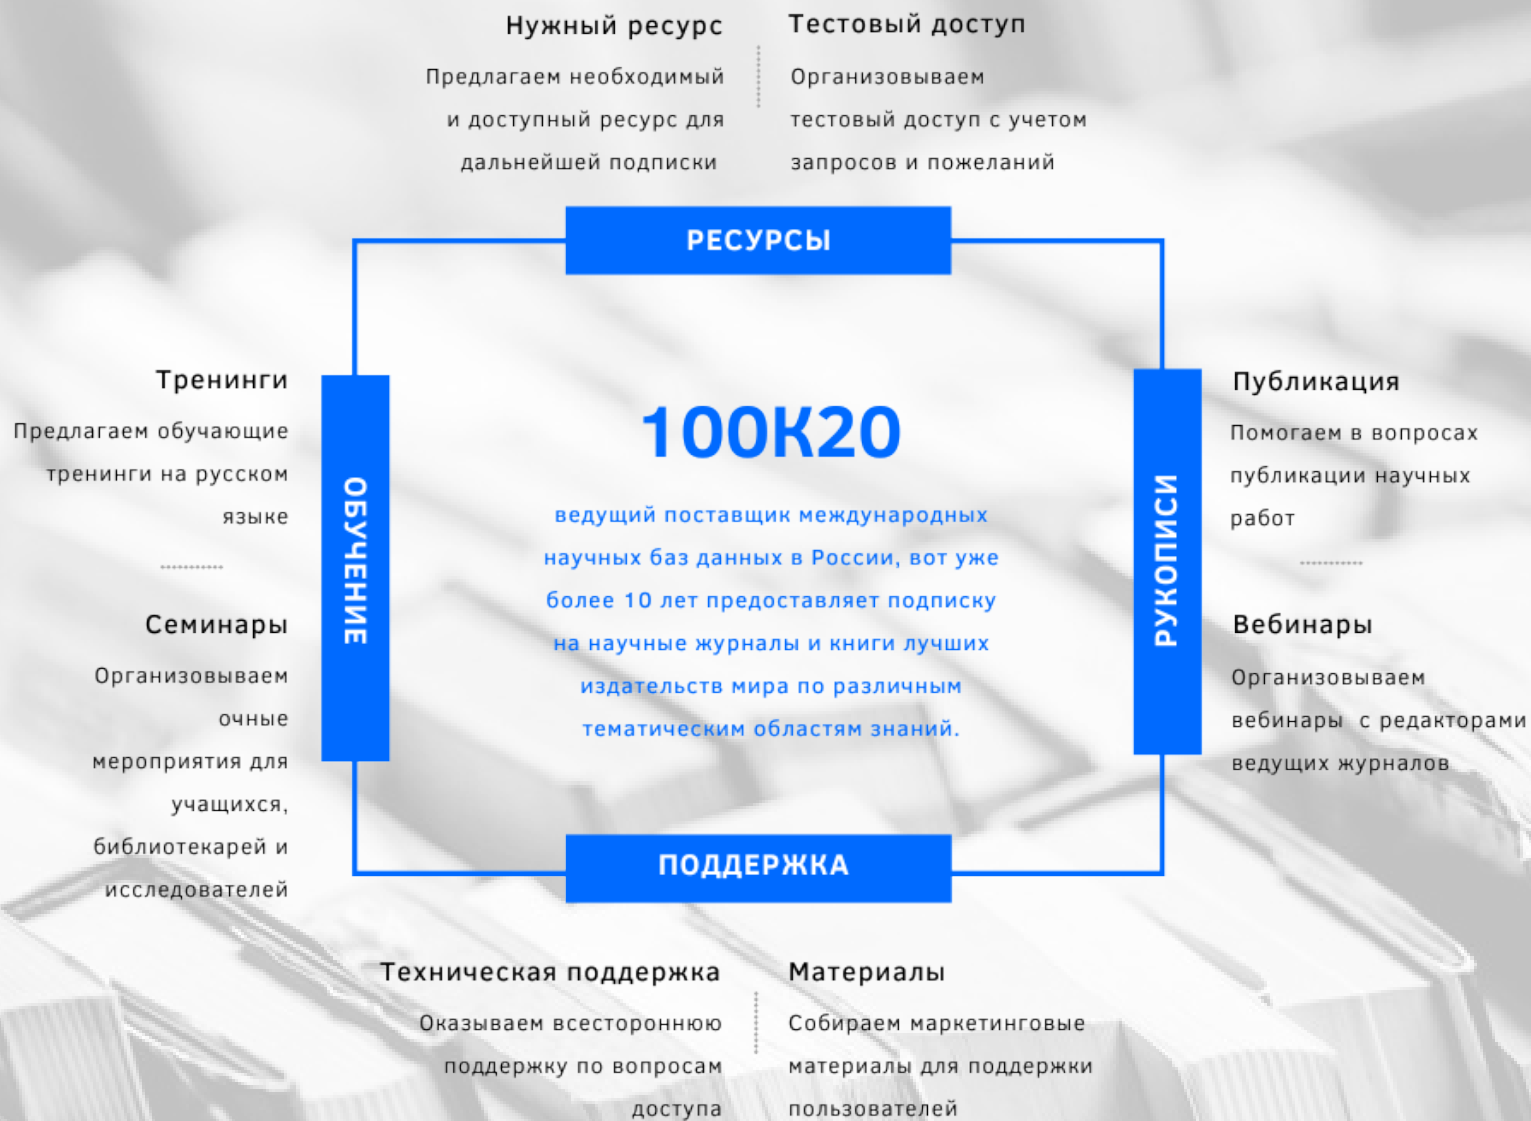 Нужный ресурс
Предлагаем необходимый
и доступный ресурс для
дальнейшей подписки
Тестовый доступ
Организовываем
тестовый доступ с учетом
запросов и пожеланий
РЕСУРСЫ
Тренинги
Предлагаем обучающие
тренинги на русском
языке
Семинары
Организовываем
очные
мероприятия для
учащихся,
библиотекарей и
исследователей
ОБУЧЕНИЕ
100К20
ведущий поставщик международных
научных баз данных в России, вот уже
более 10 лет предоставляет подписку
на научные журналы и книги лучших
издательств мира по различным
тематическим областям знаний.
РУКОПИСИ
Публикация
Помогаем в вопросах
публикации научных
работ
Вебинары
Организовываем
вебинары с редакторами
ведущих журналов
ПОДДЕРЖКА
Техническая поддержка
Оказываем всестороннюю
поддержку по вопросам
доступа
Материалы
Собираем маркетинговые
материалы для поддержки
пользователей